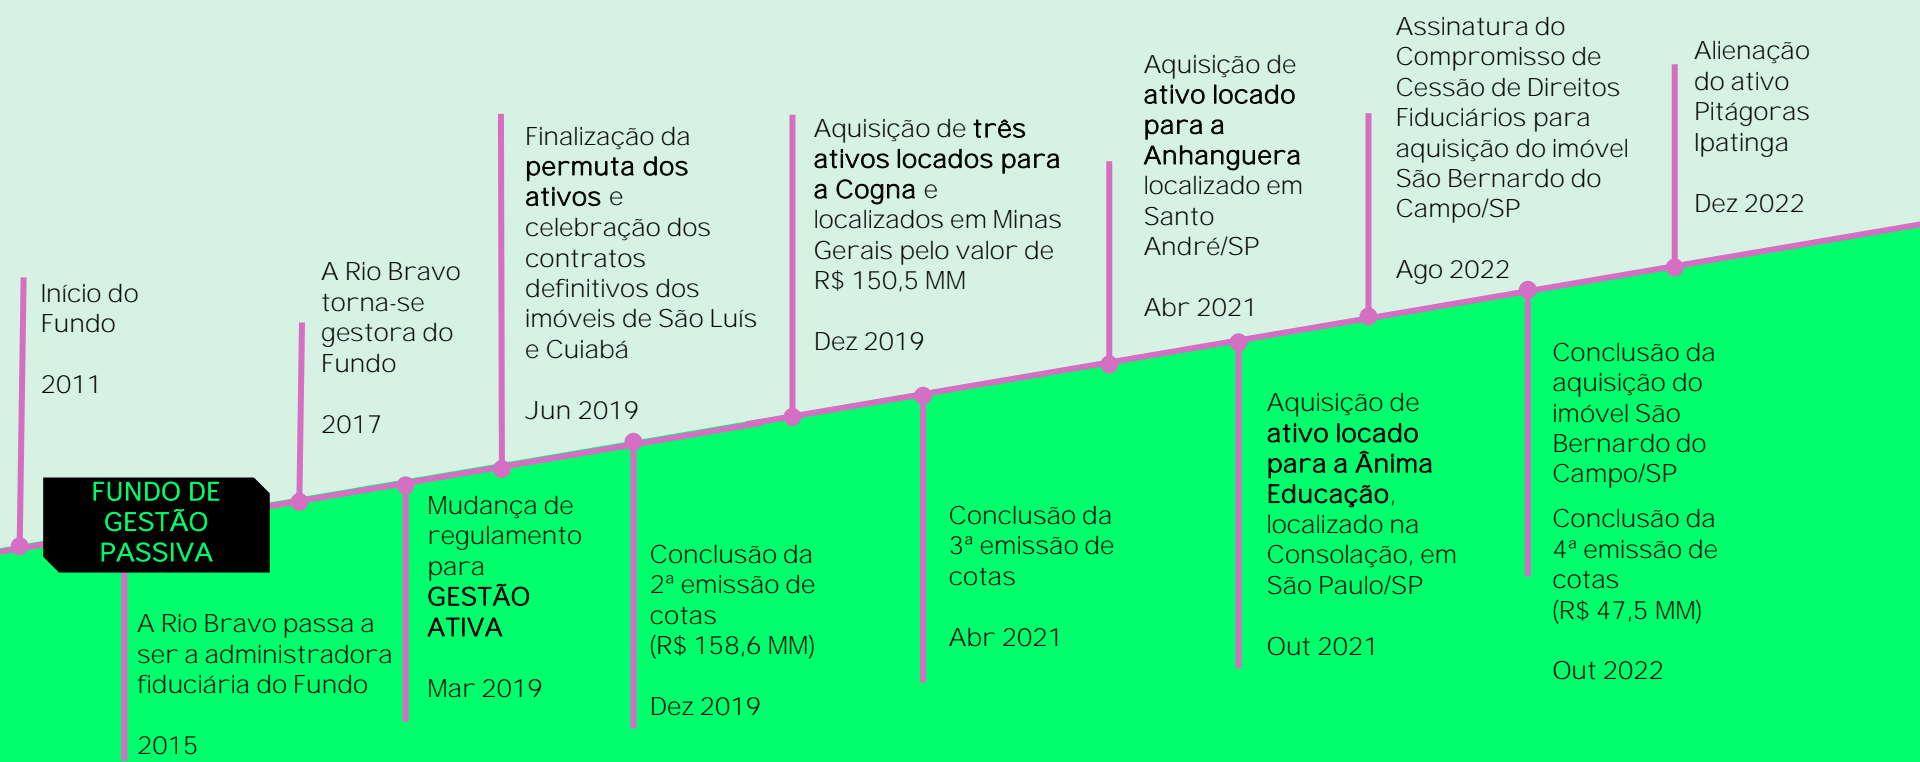 Início do
Fundo
2011
FUNDO DE
GESTÃO
PASSIVA
A Rio Bravo passa a
ser a administradora
fiduciária do Fundo
2015
A Rio Bravo
torna-se
gestora do
Fundo
2017
Mudança de
regulamento
para
GESTÃO
ATIVA
Mar 2019
Finalização da
permuta dos
ativos e
celebração dos
contratos
definitivos dos
imóveis de São Luís
e Cuiabá
Jun 2019
Conclusão da
2ª emissão de
cotas
(R$ 158,6 MM)
Dez 2019
Aquisição de três
ativos locados para
a Cogna e
localizados em Minas
Gerais pelo valor de
R$ 150,5 MM
Dez 2019
Conclusão da
3ª emissão de
cotas
Abr 2021
Aquisição de
ativo locado
para a
Anhanguera
localizado em
Santo
André/SP
Abr 2021
Aquisição de
ativo locado
para a Ânima
Educação,
localizado na
Consolação, em
São Paulo/SP
Out 2021
Assinatura do
Compromisso de
Cessão de Direitos
Fiduciários para
aquisição do imóvel
São Bernardo do
Campo/SP
Ago 2022
Conclusão da
aquisição do
imóvel São
Bernardo do
Campo/SP
Conclusão da
4ª emissão de
cotas
(R$ 47,5 MM)
Out 2022
Alienação
do ativo
Pitágoras
Ipatinga
Dez 2022